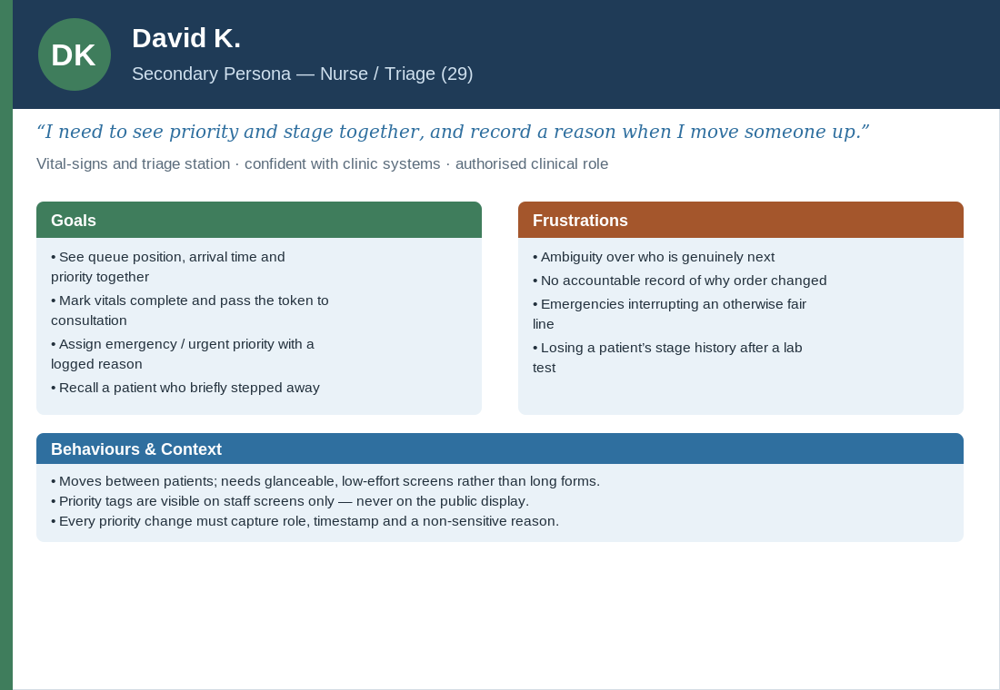 DK
David K.
Secondary Persona — Nurse / Triage (29)
“I need to see priority and stage together, and record a reason when I move someone up.”
Vital-signs and triage station · confident with clinic systems · authorised clinical role
Goals
• See queue position, arrival time and
priority together
• Mark vitals complete and pass the token to
consultation
• Assign emergency / urgent priority with a
logged reason
• Recall a patient who briefly stepped away
Frustrations
• Ambiguity over who is genuinely next
• No accountable record of why order changed
• Emergencies interrupting an otherwise fair
line
• Losing a patient’s stage history after a lab
test
Behaviours & Context
• Moves between patients; needs glanceable, low-effort screens rather than long forms.
• Priority tags are visible on staff screens only — never on the public display.
• Every priority change must capture role, timestamp and a non-sensitive reason.